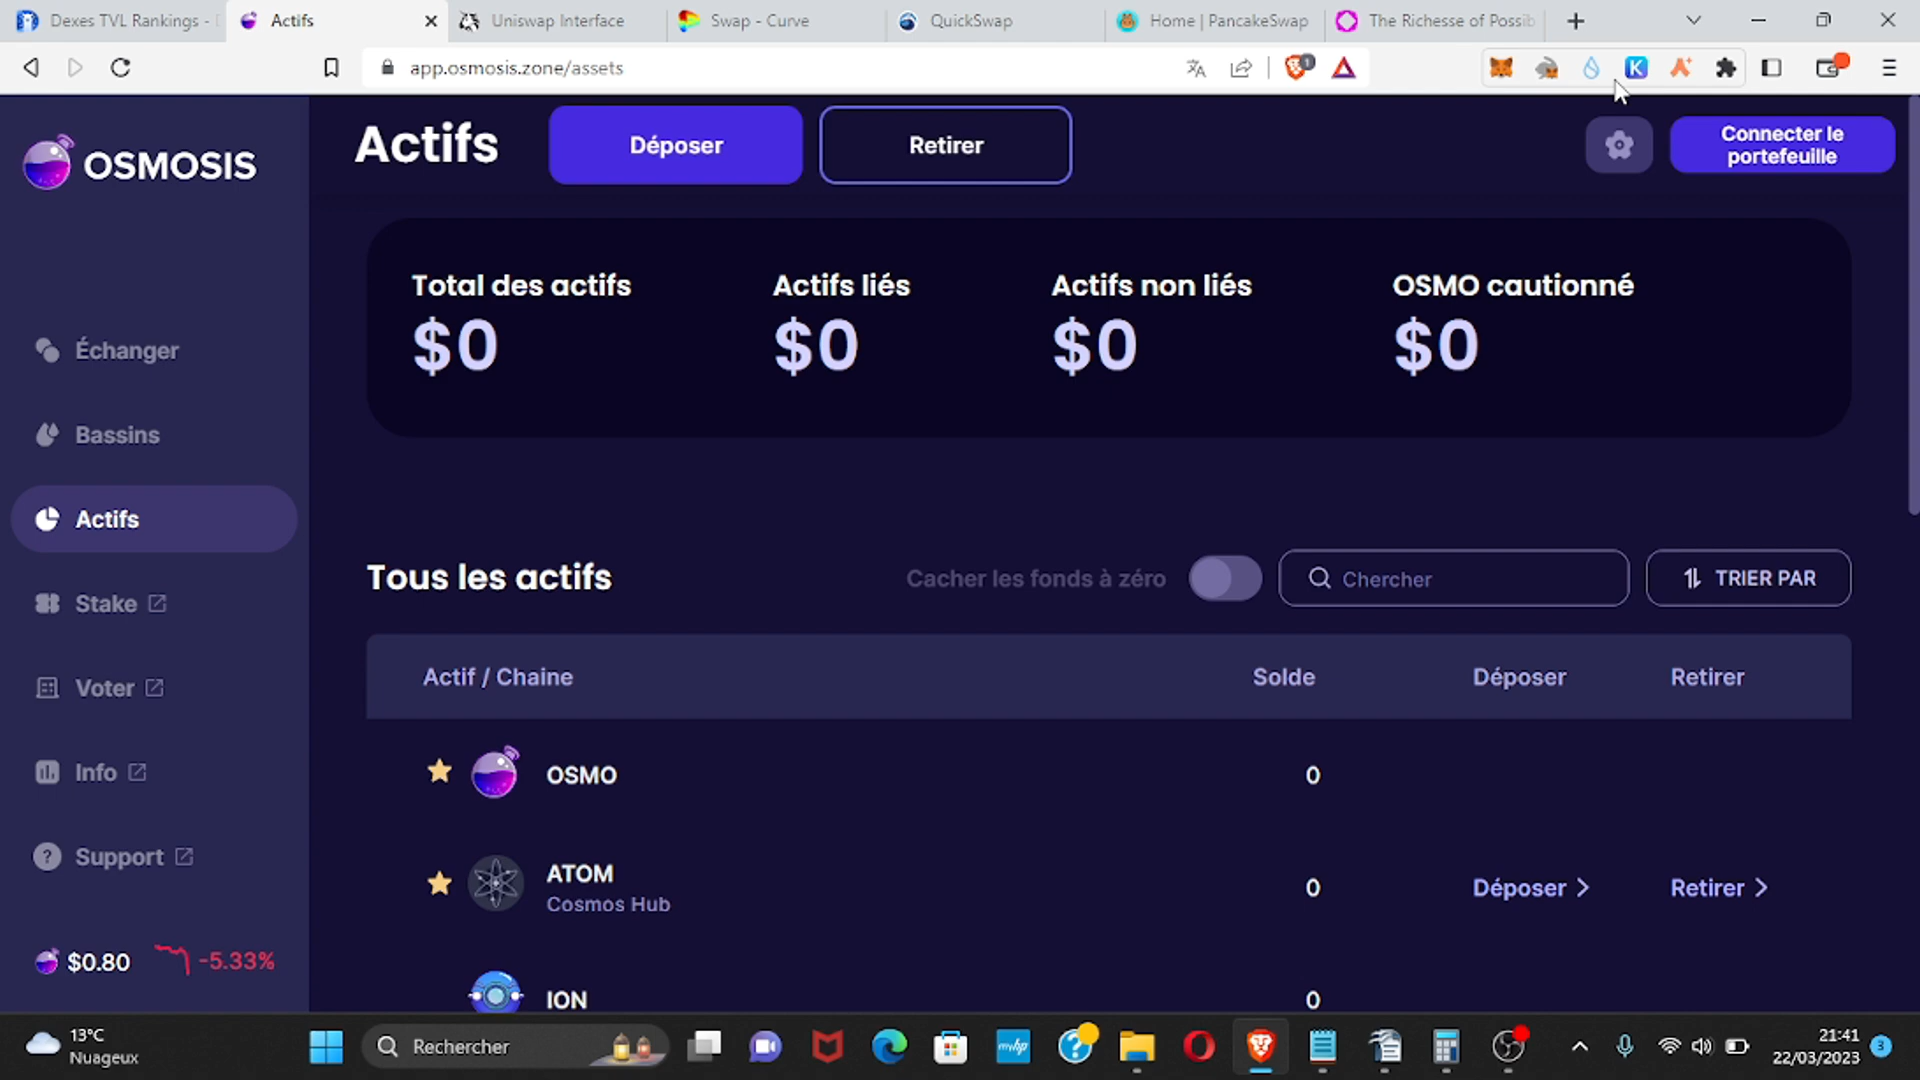 Dexes TVL Rankings -
Actifs
Uniswap Interface
Swap - Curve
QuickSwap
Home | PancakeSwap
The Richesse of Possib
app.osmosis.zone/assets
1
K
OSMOSIS
Actifs
Déposer
Retirer
Connecter le
portefeuille
Total des actifs
Actifs liés
Actifs non liés
OSMO cautionné
$0
$0
$0
$0
Échanger
Bassins
Actifs
Stake
Voter
Info
Support
$0.80
-5.33%
Tous les actifs
Cacher les fonds à zéro
Chercher
TRIER PAR
Actif / Chaine
Solde
Déposer
Retirer
OSMO
0
ATOM
Cosmos Hub
0
Déposer >
Retirer >
ION
0
13°C
Nuageux
Rechercher
myhp
21:41
22/03/2023
3